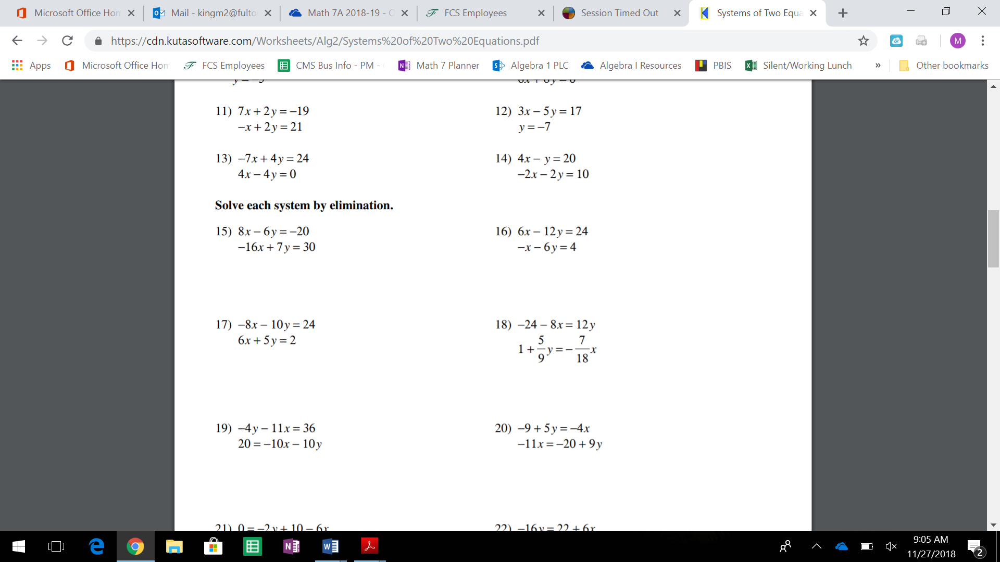 Microsoft Office Hom
Mail - kingm2@fulto
Math 7A 2018-19 - O
FCS Employees
Session Timed Out
Systems of Two Equa
https://cdn.kutasoftware.com/Worksheets/Alg2/Systems%20of%20Two%20Equations.pdf
M
Apps
Microsoft Office Hom
FCS Employees
CMS Bus Info - PM -
Math 7 Planner
Algebra 1 PLC
Algebra I Resources
PBIS
Silent/Working Lunch
»
Other bookmarks
11) 7x + 2y = −19
−x + 2y = 21
12) 3x − 5y = 17
y = −7
13) −7x + 4y = 24
4x − 4y = 0
14) 4x − y = 20
−2x − 2y = 10
Solve each system by elimination.
15) 8x − 6y = −20
−16x + 7y = 30
16) 6x − 12y = 24
−x − 6y = 4
17) −8x − 10y = 24
6x + 5y = 2
18) −24 − 8x = 12y
1 + 5/9 y = − 7/18 x
19) −4y − 11x = 36
20 = −10x − 10y
20) −9 + 5y = −4x
−11x = −20 + 9y
21) 0 = −2y + 10 − 6x
22) −16y = 22 + 6x
9:05 AM
11/27/2018
2